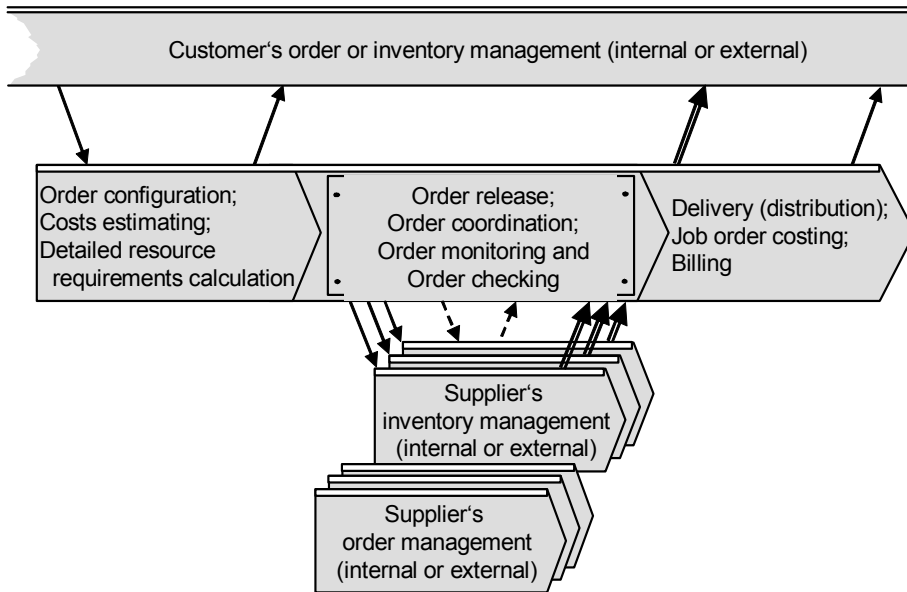 Customer‘s order or inventory management (internal or external)
Order configuration;
Costs estimating;
Detailed resource
requirements calculation
Order release;
Order coordination;
Order monitoring and
Order checking
Delivery (distribution);
Job order costing;
Billing
Supplier‘s
inventory management
(internal or external)
Supplier‘s
order management
(internal or external)